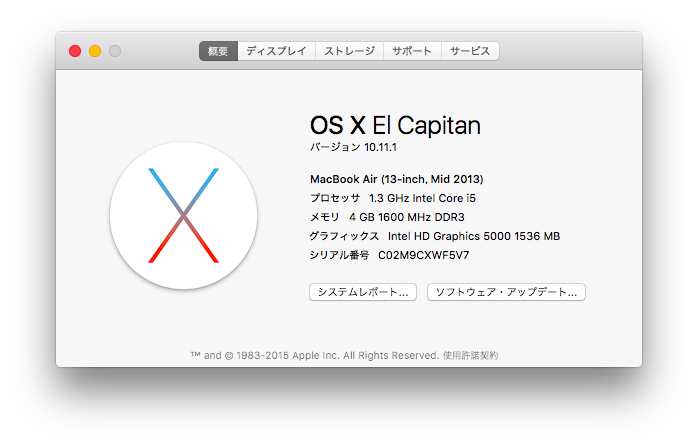 概要 ディスプレイ ストレージ サポート サービス
OS X El Capitan
バージョン 10.11.1
MacBook Air (13-inch, Mid 2013)
プロセッサ 1.3 GHz Intel Core i5
メモリ 4 GB 1600 MHz DDR3
グラフィックス Intel HD Graphics 5000 1536 MB
シリアル番号 C02M9CXWF5V7
システムレポート... ソフトウェア・アップデート...
™ and © 1983-2015 Apple Inc. All Rights Reserved. 使用許諾契約